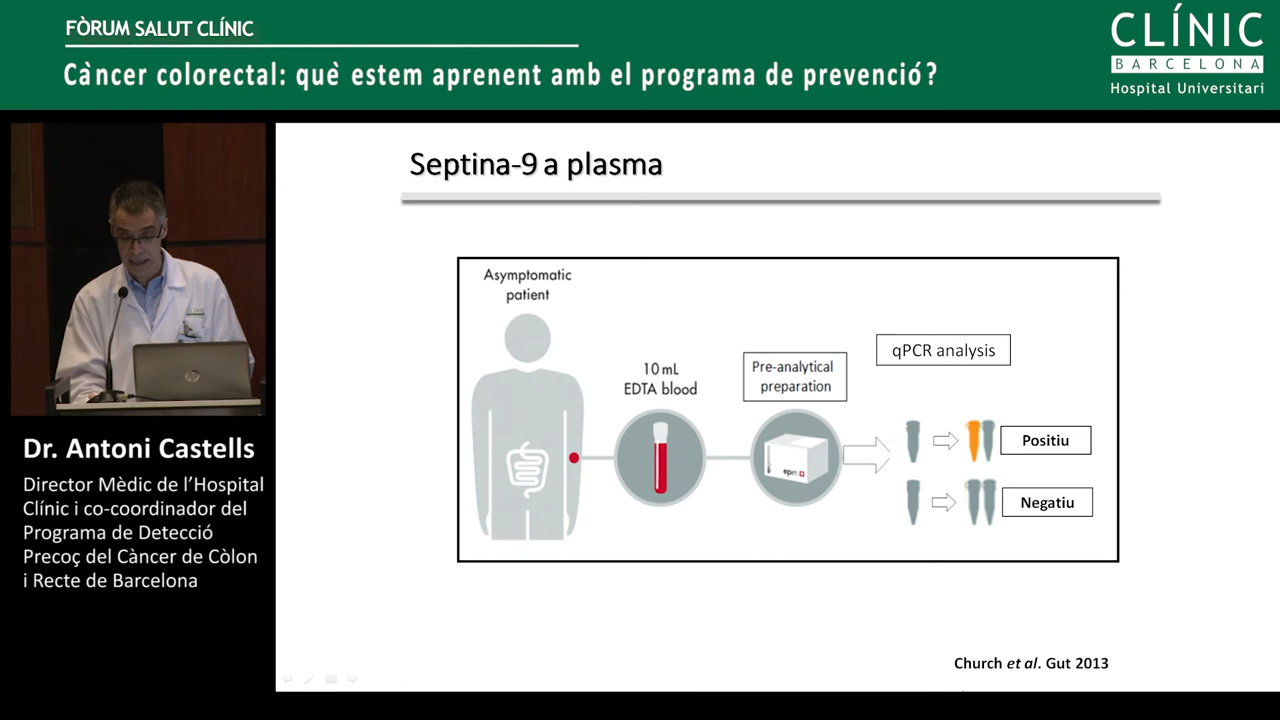 FÒRUM SALUT CLÍNIC
Càncer colorectal: què estem aprenent amb el programa de prevenció?
CLÍNIC
BARCELONA
Hospital Universitari
Septina-9 a plasma
Asymptomatic
patient
10 mL
EDTA blood
Pre-analytical
preparation
qPCR analysis
Positiu
Negatiu
Church et al. Gut 2013
CLÍNIC
hp
Dr. Antoni Castells
Director Mèdic de l’Hospital
Clínic i co-coordinador del
Programa de Detecció
Precoç del Càncer de Còlon
i Recte de Barcelona